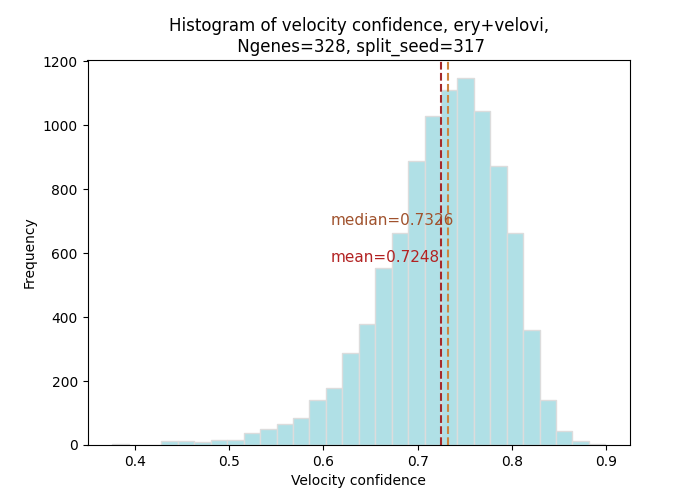 Histogram of velocity confidence, ery+velovi,
Ngenes=328, split_seed=317
1200
1000
800
600
400
200
0
Frequency
median=0.7326
mean=0.7248
0.4 0.5 0.6 0.7 0.8 0.9
Velocity confidence